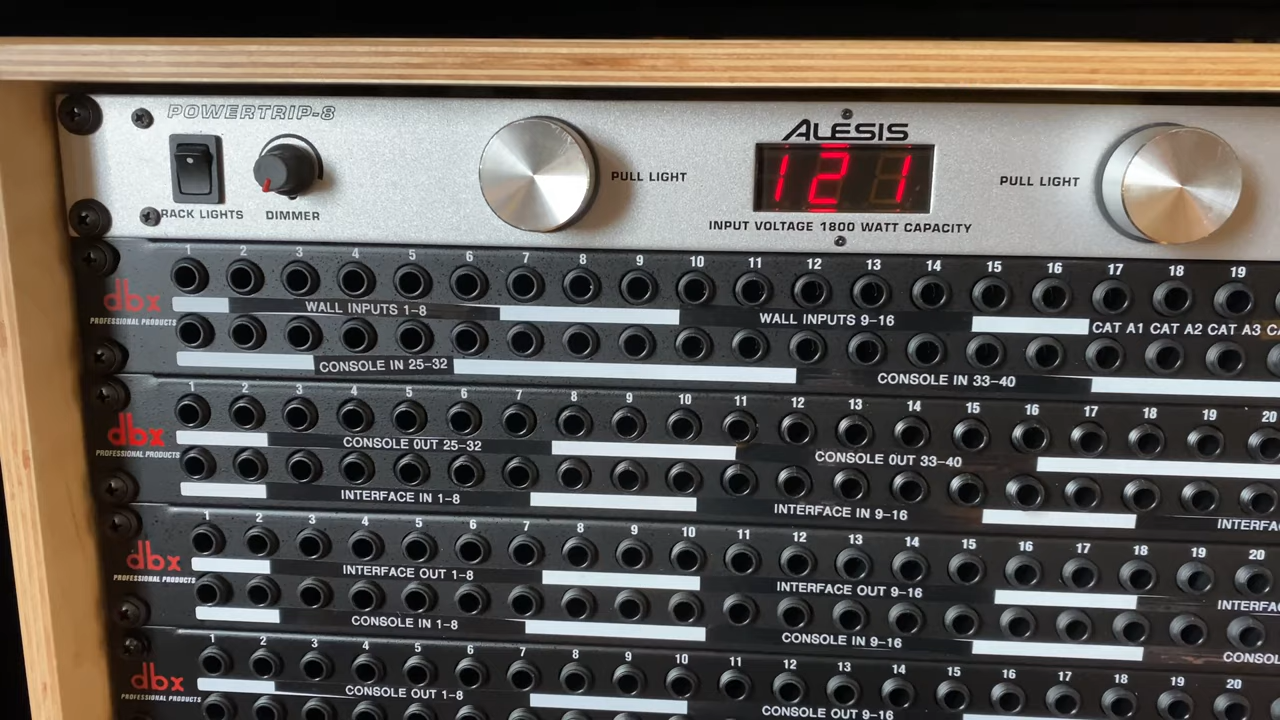 POWERTRIP-8
ALESIS
121
PULL LIGHT
PULL LIGHT
RACK LIGHTS
DIMMER
INPUT VOLTAGE 1800 WATT CAPACITY
1 2 3 4 5 6 7 8 9 10 11 12 13 14 15 16 17 18 19
dbx
PROFESSIONAL PRODUCTS
WALL INPUTS 1-8
WALL INPUTS 9-16
CAT A1 CAT A2 CAT A3
CONSOLE IN 25-32
CONSOLE IN 33-40
1 2 3 4 5 6 7 8 9 10 11 12 13 14 15 16 17 18 19 20
dbx
PROFESSIONAL PRODUCTS
CONSOLE OUT 25-32
CONSOLE OUT 33-40
INTERFACE IN 1-8
INTERFACE IN 9-16
INTERFAC
1 2 3 4 5 6 7 8 9 10 11 12 13 14 15 16 17 18 19 20
dbx
PROFESSIONAL PRODUCTS
INTERFACE OUT 1-8
INTERFACE OUT 9-16
INTERFAC
CONSOLE IN 1-8
CONSOLE IN 9-16
CONSOL
1 2 3 4 5 6 7 8 9 10 11 12 13 14 15 16 17 18 19 20
dbx
PROFESSIONAL PRODUCTS
CONSOLE OUT 1-8
CONSOLE OUT 9-16